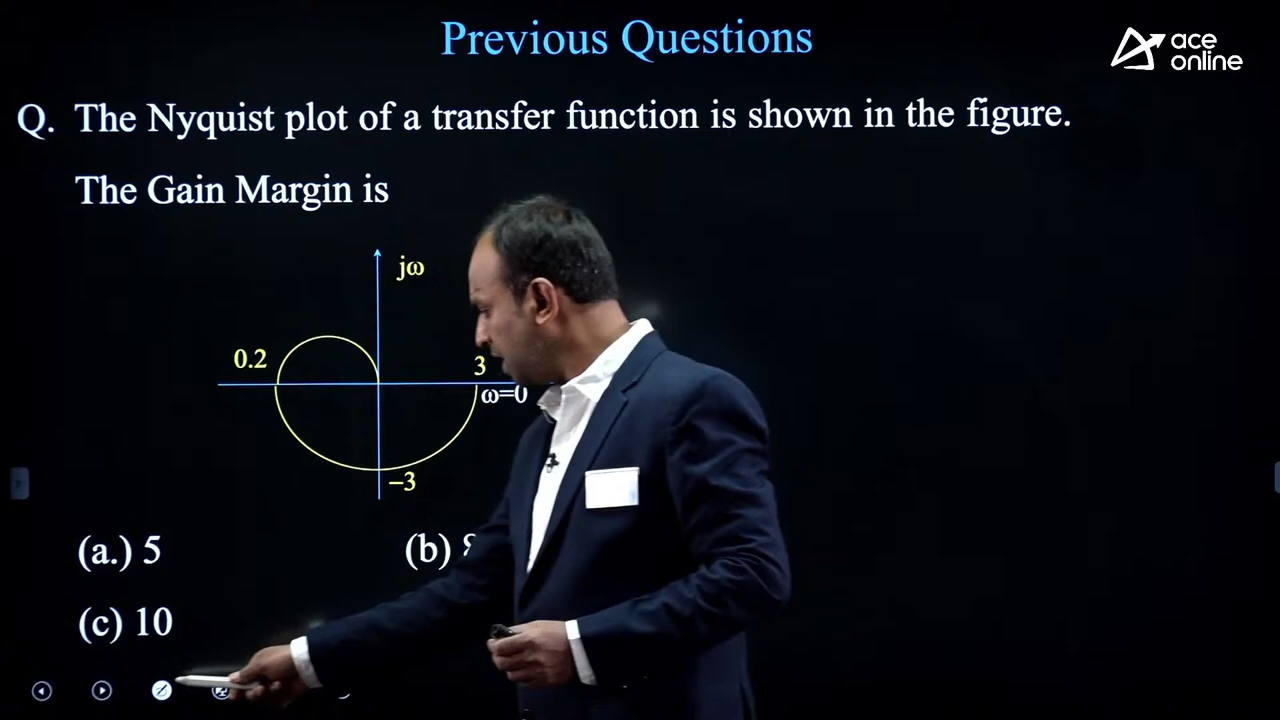 Previous Questions
ace
online
Q. The Nyquist plot of a transfer function is shown in the figure.
The Gain Margin is
jω
0.2
3
ω=0
−3
(a.) 5
(b)
(c) 10